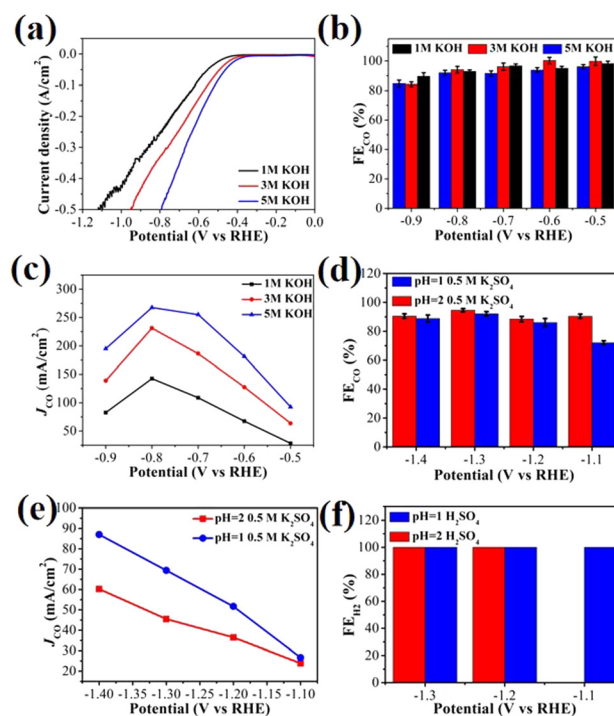 (a)
Current density (A/cm²)
0.0
-0.1
-0.2
-0.3
-0.4
-0.5
1M KOH
3M KOH
5M KOH
-1.2 -1.0 -0.8 -0.6 -0.4 -0.2 0.0
Potential (V vs RHE)
(b)
1M KOH 3M KOH 5M KOH
FE_CO (%)
100
80
60
40
20
0
-0.9 -0.8 -0.7 -0.6 -0.5
Potential (V vs RHE)
(c)
J_CO (mA/cm²)
300
250
200
150
100
50
1M KOH
3M KOH
5M KOH
-0.9 -0.8 -0.7 -0.6 -0.5
Potential (V vs RHE)
(d)
pH=1 0.5 M K₂SO₄
pH=2 0.5 M K₂SO₄
FE_CO (%)
120
100
80
60
40
20
0
-1.4 -1.3 -1.2 -1.1
Potential (V vs RHE)
(e)
J_CO (mA/cm²)
100
90
80
70
60
50
40
30
20
pH=2 0.5 M K₂SO₄
pH=1 0.5 M K₂SO₄
-1.40 -1.35 -1.30 -1.25 -1.20 -1.15 -1.10
Potential (V vs RHE)
(f)
pH=1 H₂SO₄
pH=2 H₂SO₄
FE_H2 (%)
120
100
80
60
40
20
0
-1.3 -1.2 -1.1
Potential (V vs RHE)